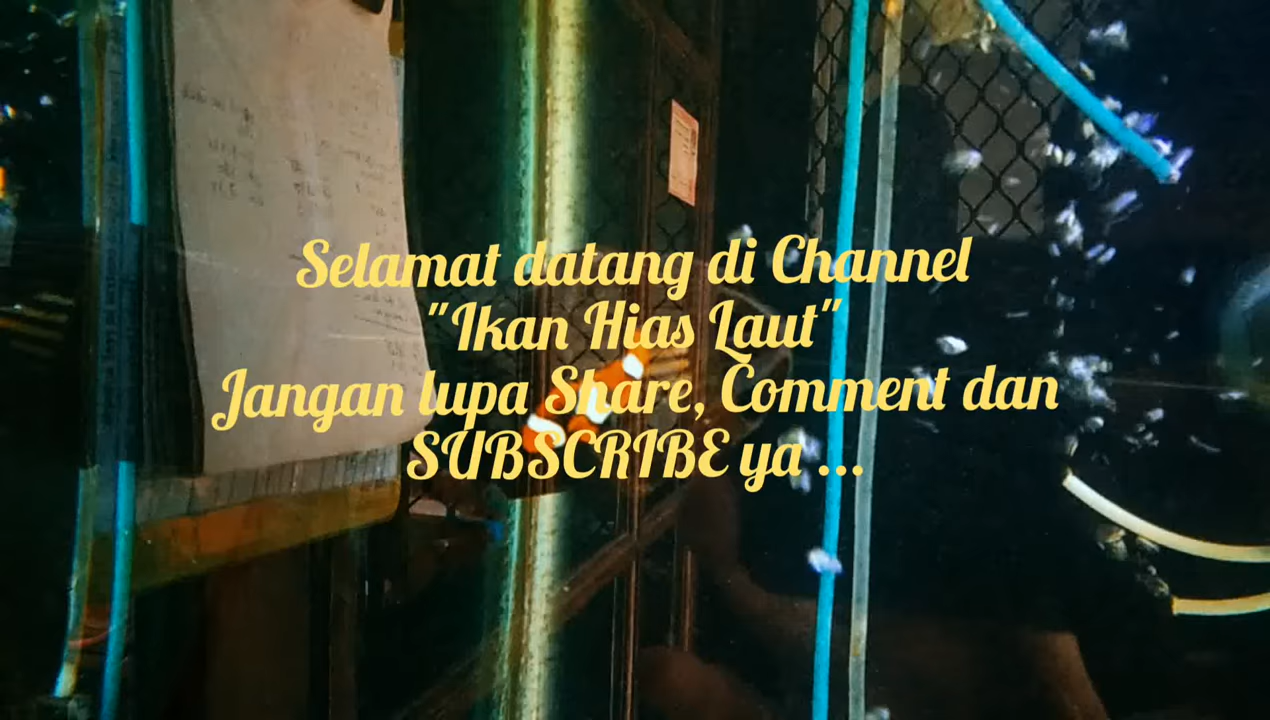 Selamat datang di Channel
"Ikan Hias Laut"
Jangan lupa Share, Comment dan
SUBSCRIBE ya ...